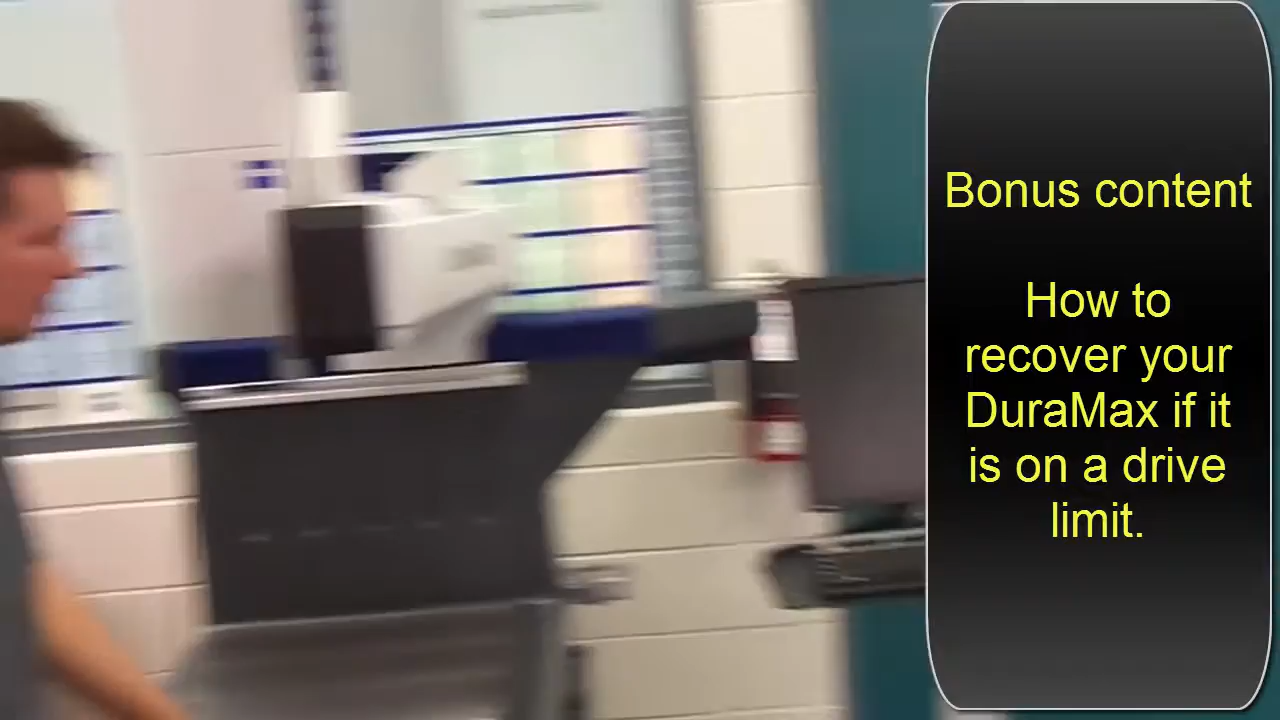 Bonus content
How to
recover your
DuraMax if it
is on a drive
limit.